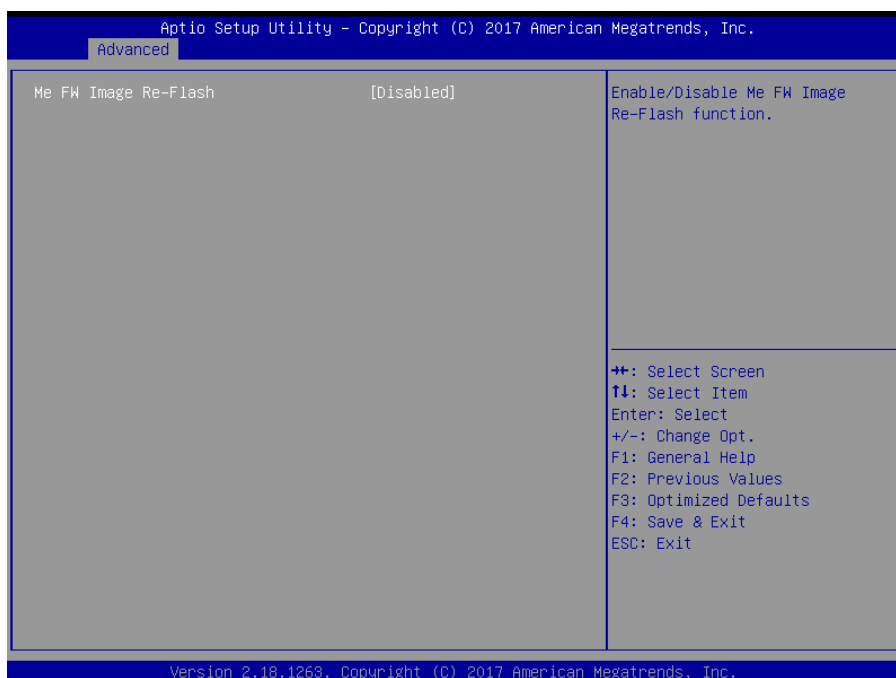 Aptio Setup Utility – Copyright (C) 2017 American Megatrends, Inc.
Advanced
Me FW Image Re-Flash [Disabled]
Enable/Disable Me FW Image
Re-Flash function.
→←: Select Screen
↑↓: Select Item
Enter: Select
+/-: Change Opt.
F1: General Help
F2: Previous Values
F3: Optimized Defaults
F4: Save & Exit
ESC: Exit
Version 2.18.1263. Copyright (C) 2017 American Megatrends, Inc.